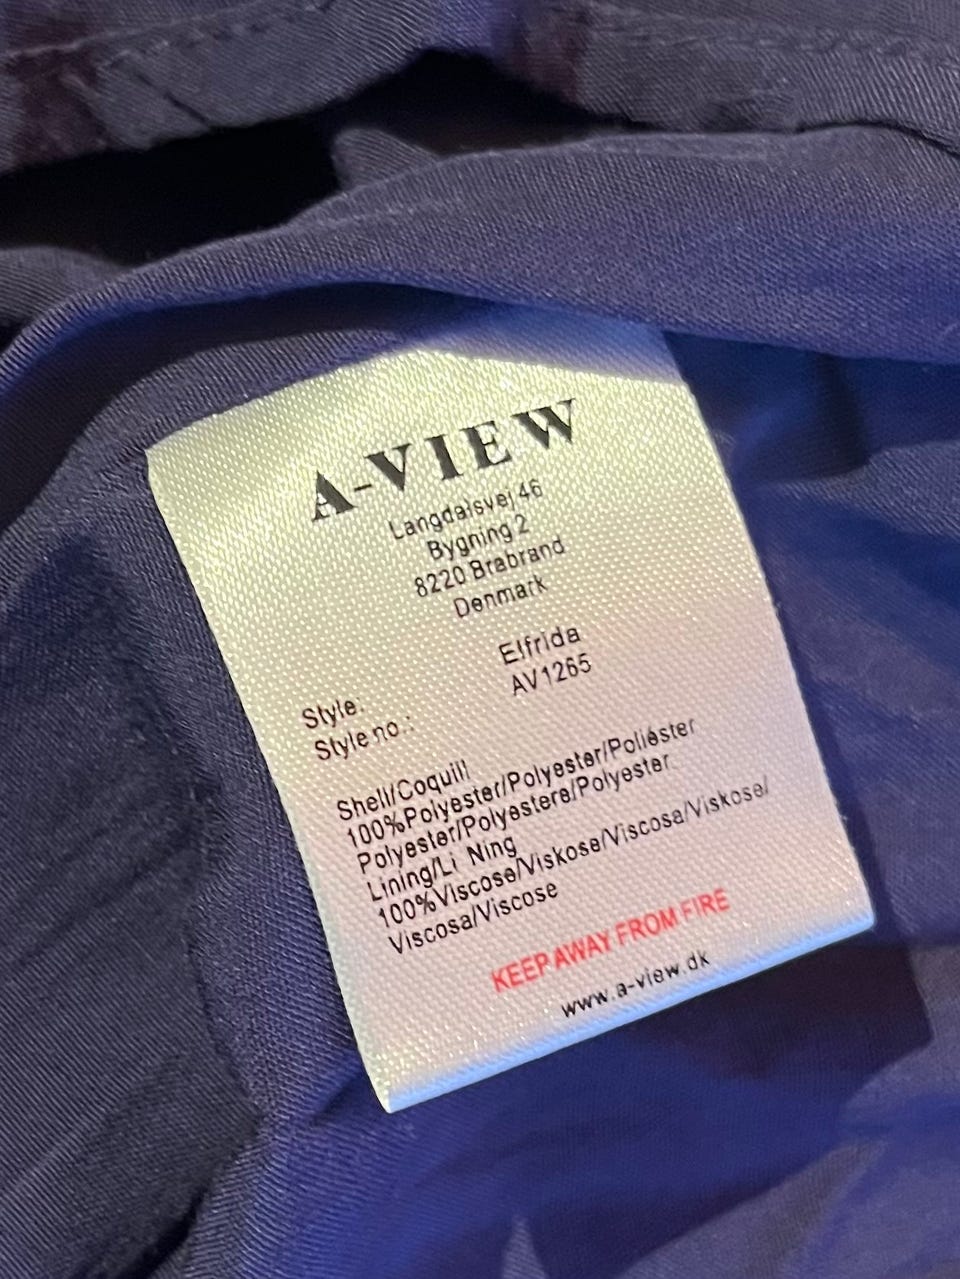 A-VIEW
Langdalsvej 46
Bygning 2
8220 Brabrand
Denmark
Style: Elfrida
Style no.: AV1265
Shell/Coquill
100%Polyester/Polyester/Poliéster
Polyester/Polyestere/Polyester
Lining/Li Ning
100%Viscose/Viskose/Viscosa/Viskose/
Viscosa/Viscose
KEEP AWAY FROM FIRE
www.a-view.dk